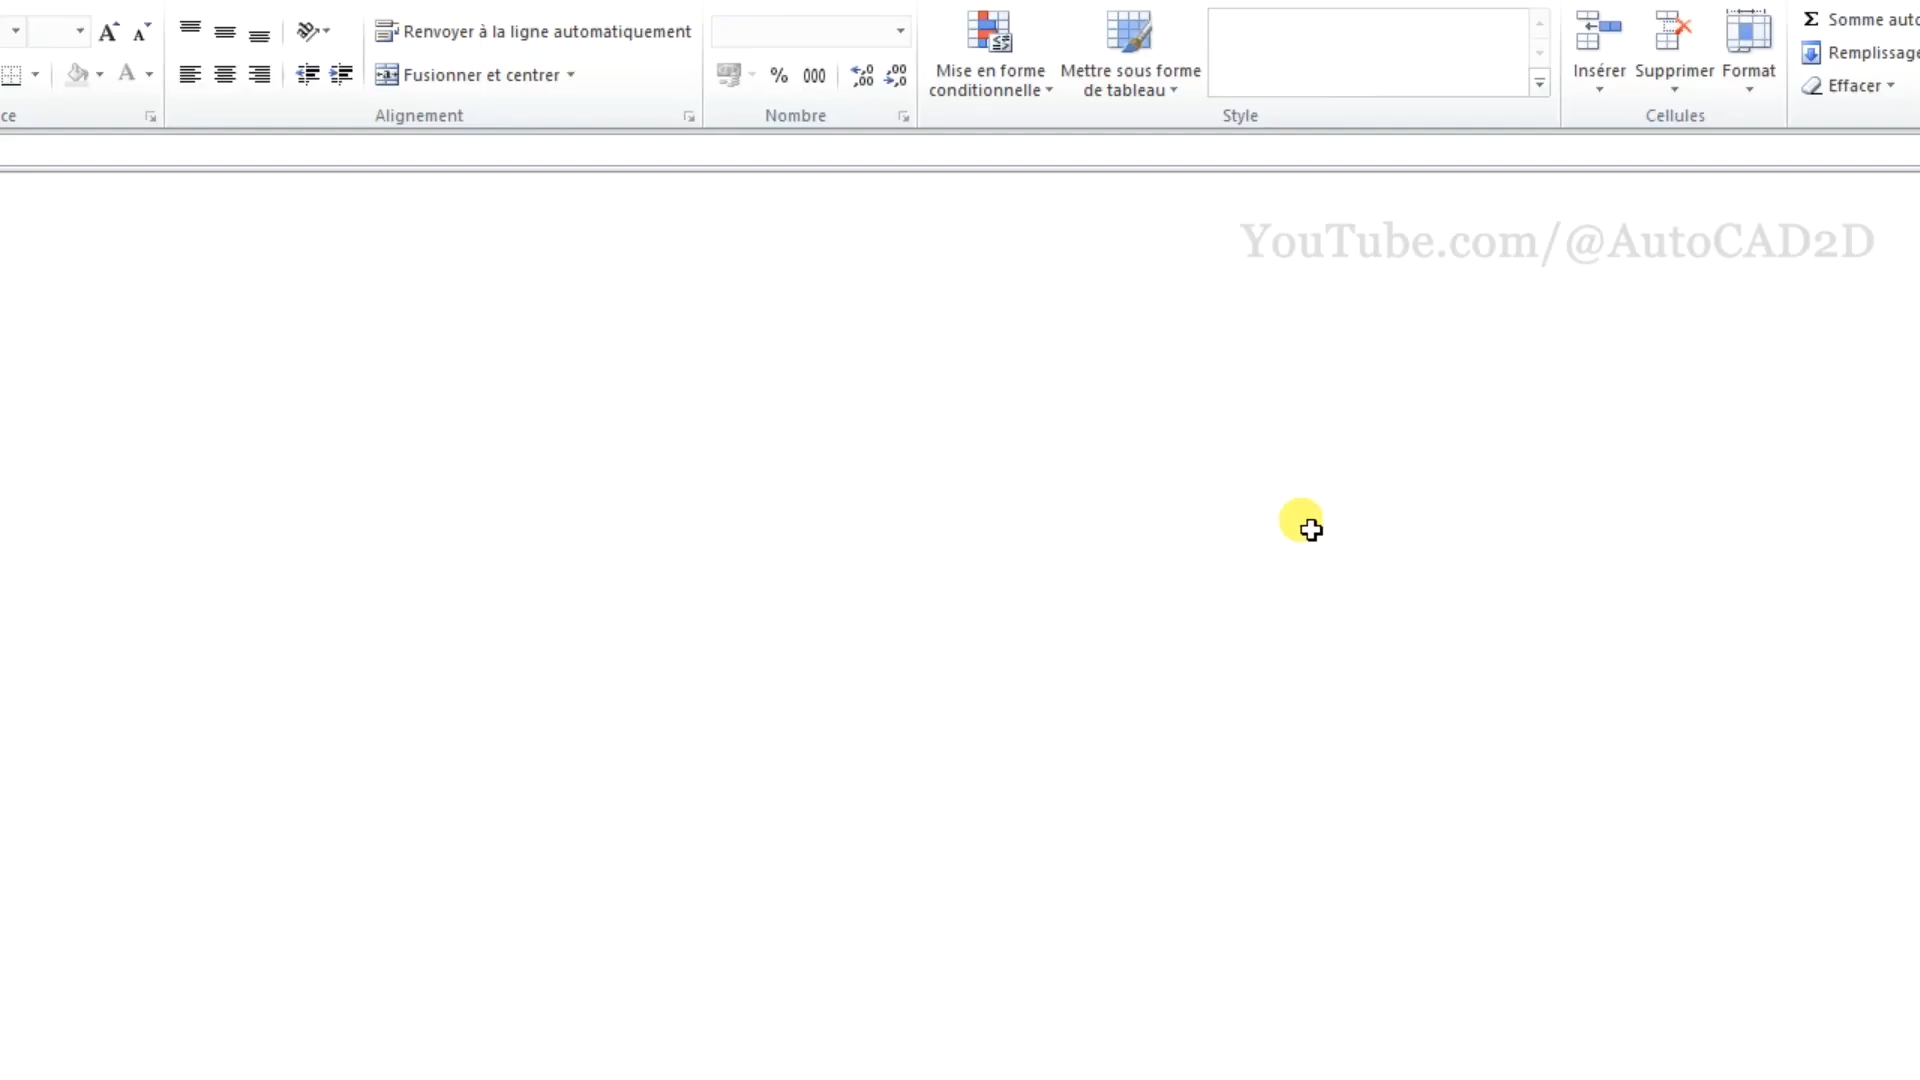 Renvoyer à la ligne automatiquement
Fusionner et centrer
Alignement
% 000
Nombre
Mise en forme
conditionnelle
Mettre sous forme
de tableau
Style
Insérer
Supprimer
Format
Cellules
Σ Somme auto
Remplissage
Effacer
ce
YouTube.com/@AutoCAD2D